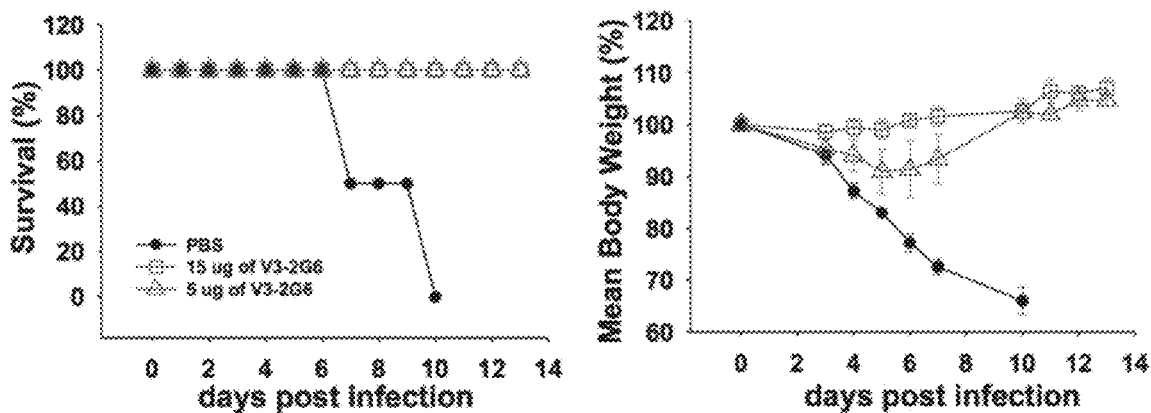 Survival (%)
120
100
80
60
40
20
0
PBS
15 ug of V3-2G6
5 ug of V3-2G6
0 2 4 6 8 10 12 14
days post infection
Mean Body Weight (%)
120
110
100
90
80
70
60
0 2 4 6 8 10 12 14
days post infection